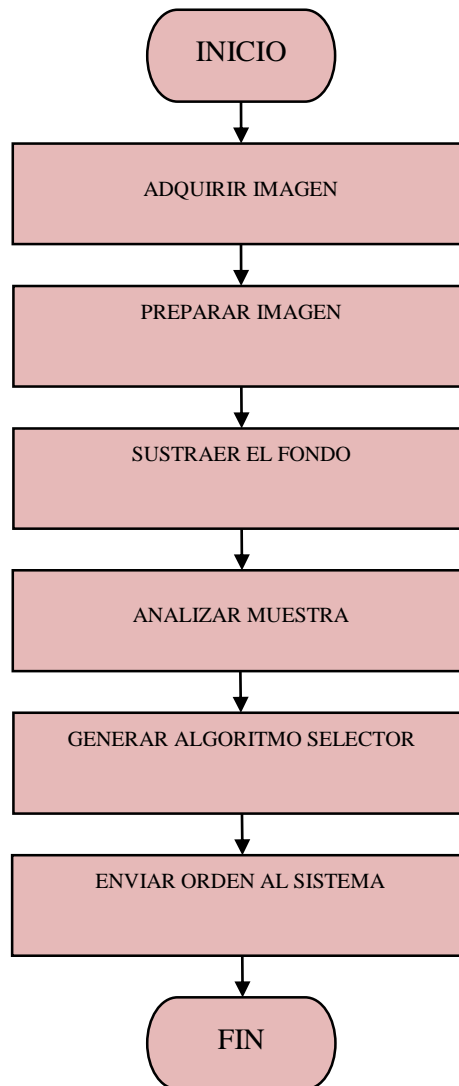 INICIO
ADQUIRIR IMAGEN
PREPARAR IMAGEN
SUSTRAER EL FONDO
ANALIZAR MUESTRA
GENERAR ALGORITMO SELECTOR
ENVIAR ORDEN AL SISTEMA
FIN